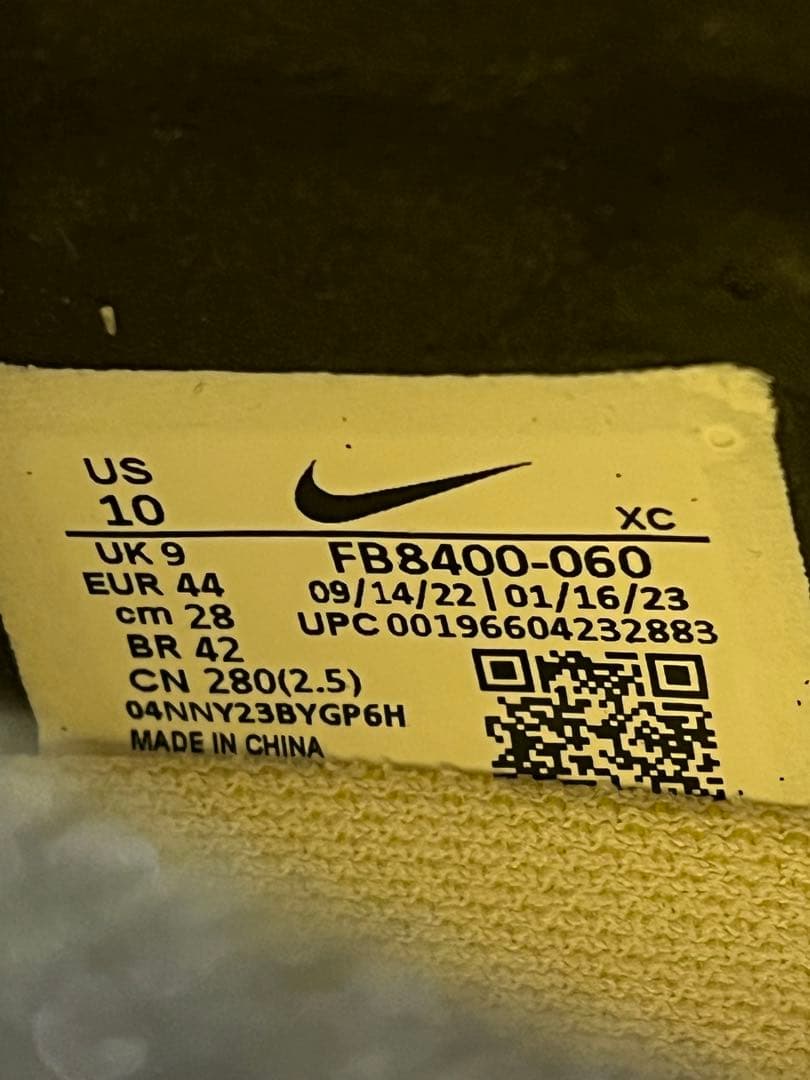 US
10
XC
UK 9
FB8400-060
EUR 44
09/14/22 | 01/16/23
cm 28
UPC 00196604232883
BR 42
CN 280(2.5)
04NNY23BYGP6H
MADE IN CHINA